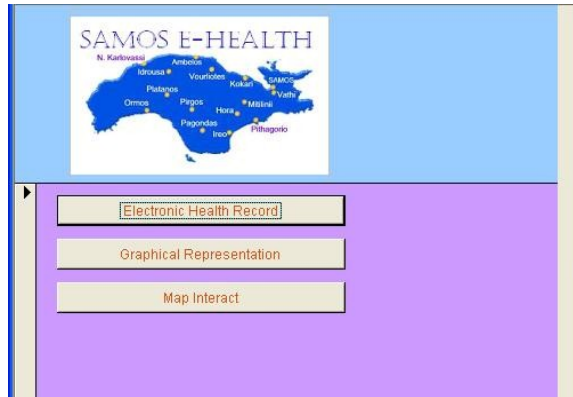 SAMOS E-HEALTH
N. Karlovassi
Ambelos
Idrousa
Vourliotes
Kokari
SAMOS
Platanos
Vathi
Ormos
Pirgos
Hora
Mitilinii
Pagondas
Ireo
Pithagorio
Electronic Health Record
Graphical Representation
Map Interact